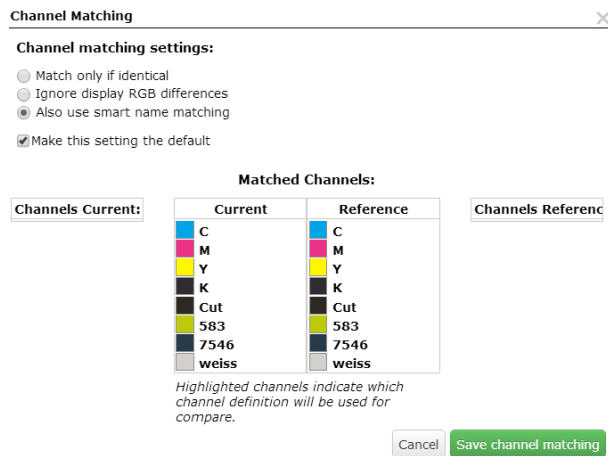 Channel Matching
Channel matching settings:
Match only if identical
Ignore display RGB differences
Also use smart name matching
Make this setting the default
Matched Channels:
Channels Current:
Current
Reference
Channels Referenc
C
C
M
M
Y
Y
K
K
Cut
Cut
583
583
7546
7546
weiss
weiss
Highlighted channels indicate which
channel definition will be used for
compare.
Cancel
Save channel matching